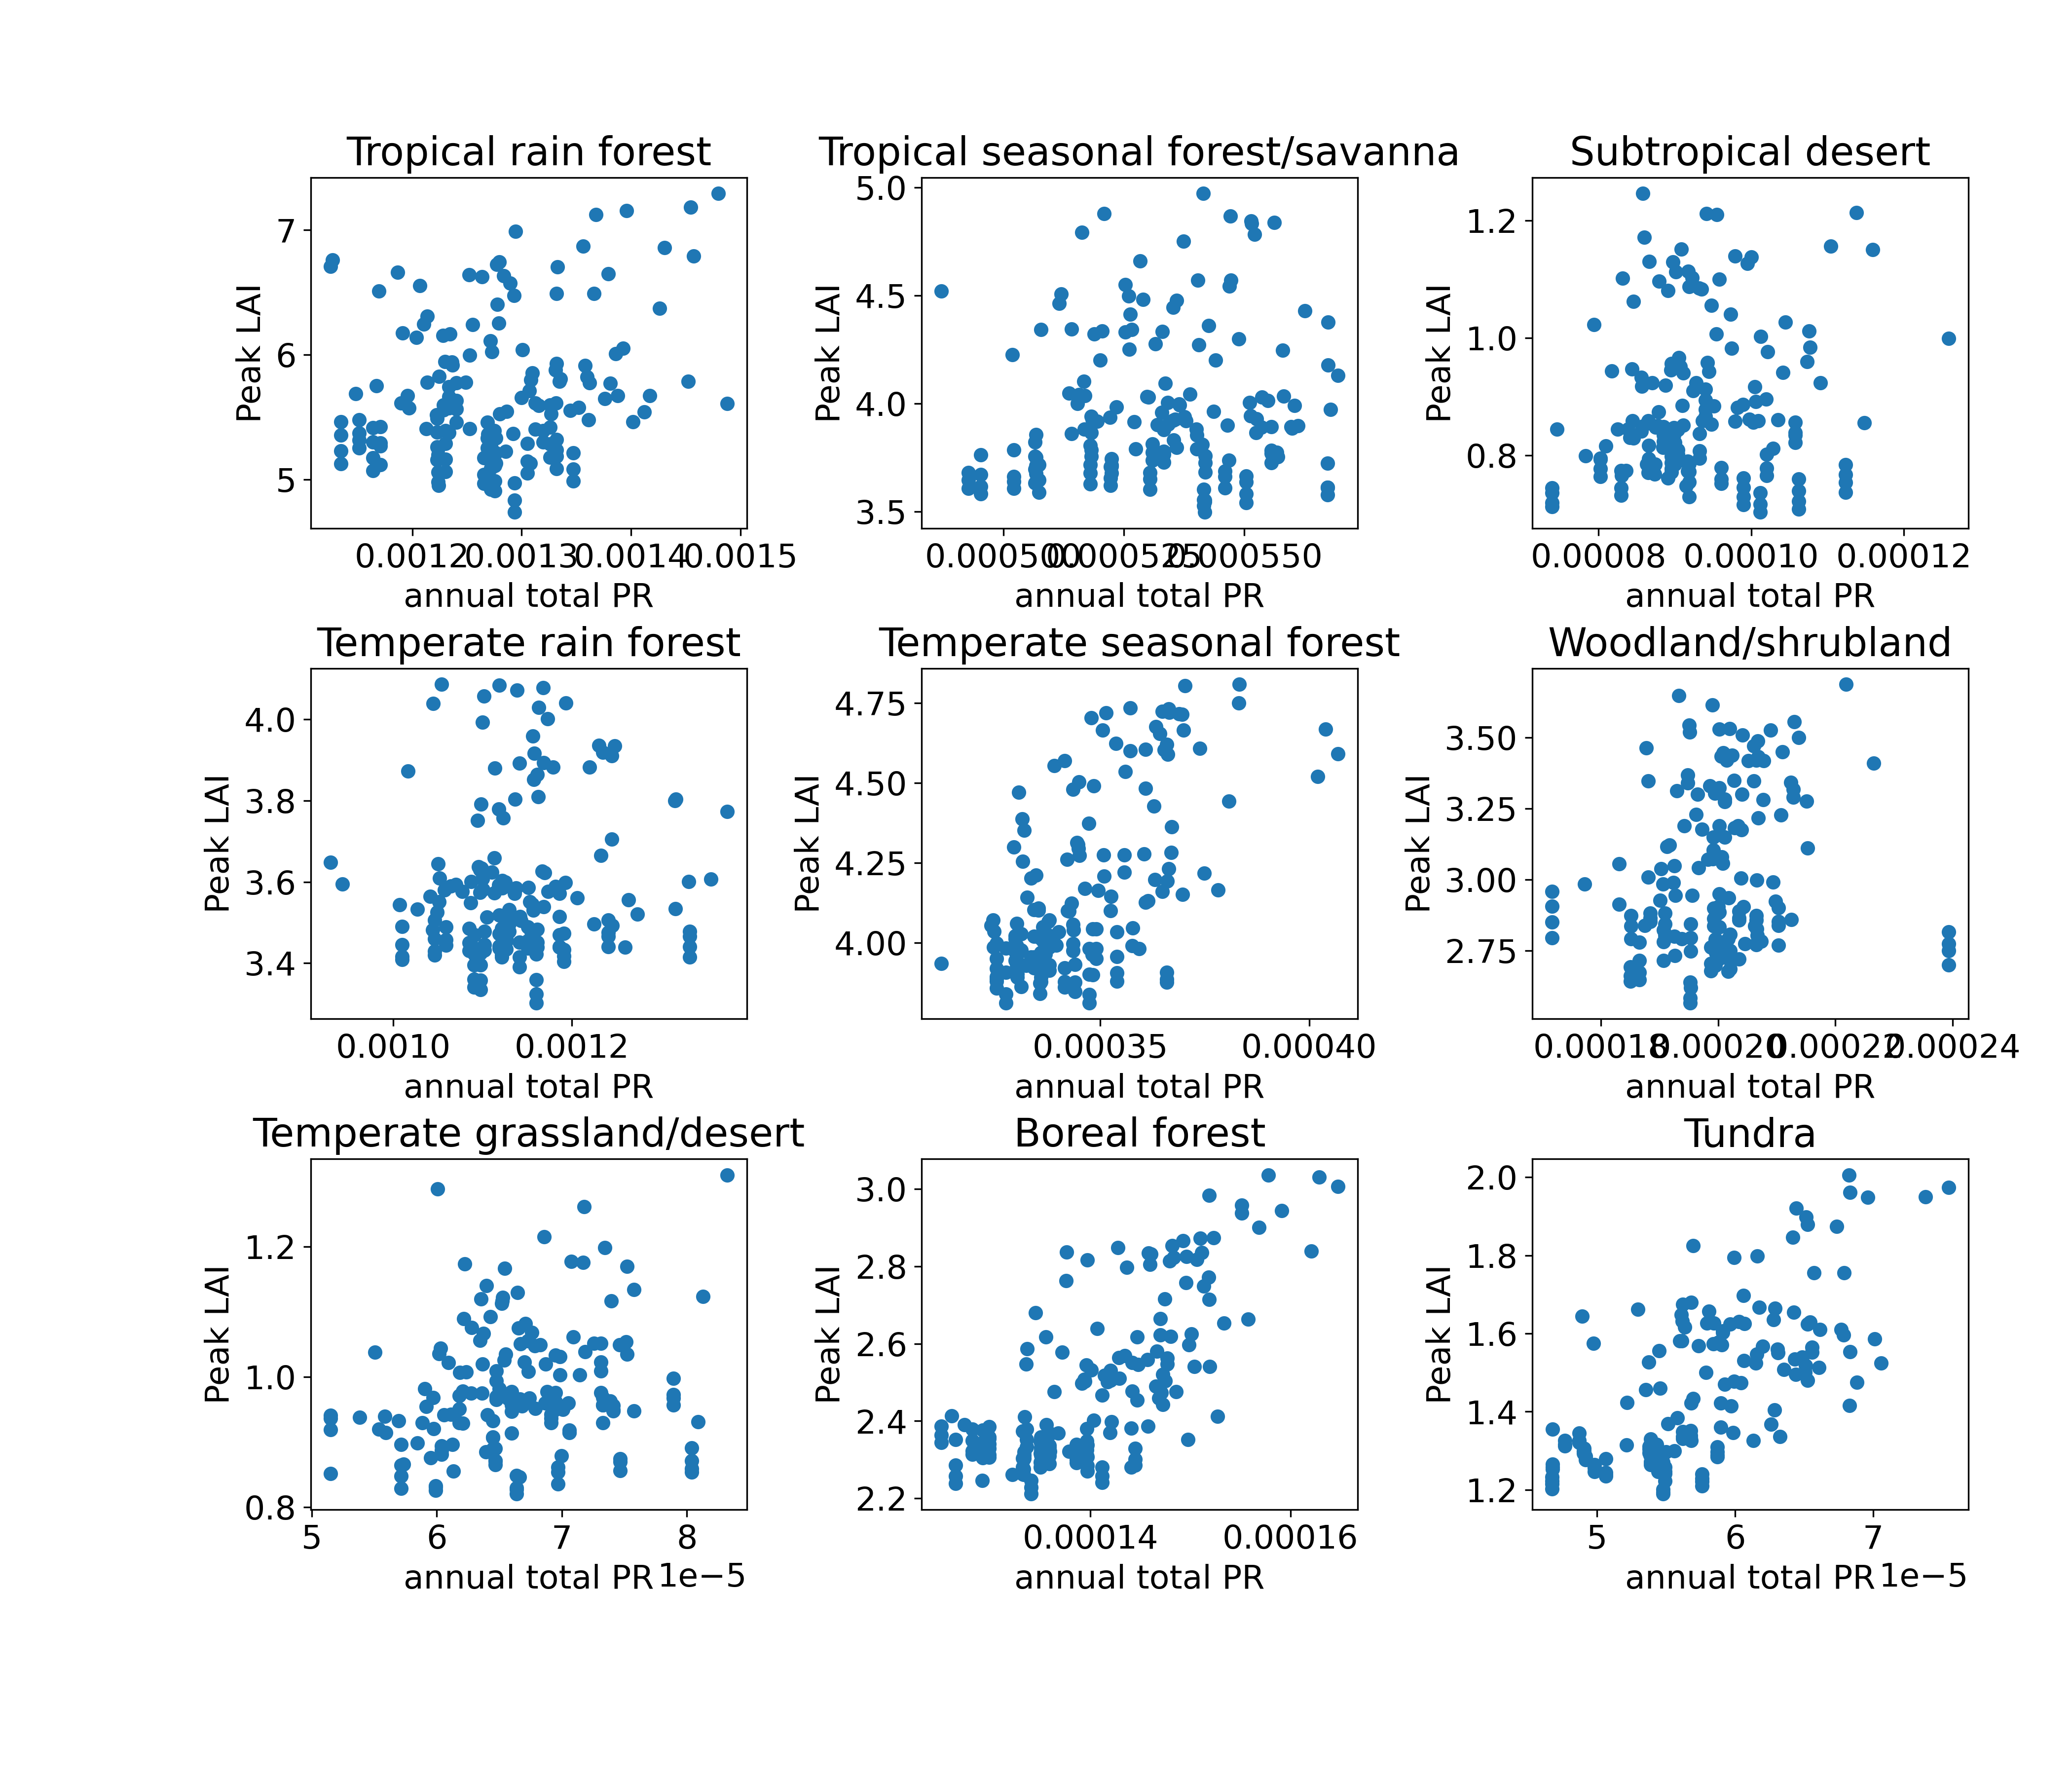 Tropical rain forest
7
6
5
Peak LAI
0.0012 0.0013 0.0014 0.0015
annual total PR
Tropical seasonal forest/savanna
5.0
4.5
4.0
3.5
Peak LAI
0.000500 0.000525 0.000550
annual total PR
Subtropical desert
1.2
1.0
0.8
Peak LAI
0.00008 0.00010 0.00012
annual total PR
Temperate rain forest
4.0
3.8
3.6
3.4
Peak LAI
0.0010 0.0012
annual total PR
Temperate seasonal forest
4.75
4.50
4.25
4.00
Peak LAI
0.00035 0.00040
annual total PR
Woodland/shrubland
3.50
3.25
3.00
2.75
Peak LAI
0.00018 0.00020 0.00022 0.00024
annual total PR
Temperate grassland/desert
1.2
1.0
0.8
Peak LAI
5 6 7 8
annual total PR 1e−5
Boreal forest
3.0
2.8
2.6
2.4
2.2
Peak LAI
0.00014 0.00016
annual total PR
Tundra
2.0
1.8
1.6
1.4
1.2
Peak LAI
5 6 7
annual total PR 1e−5